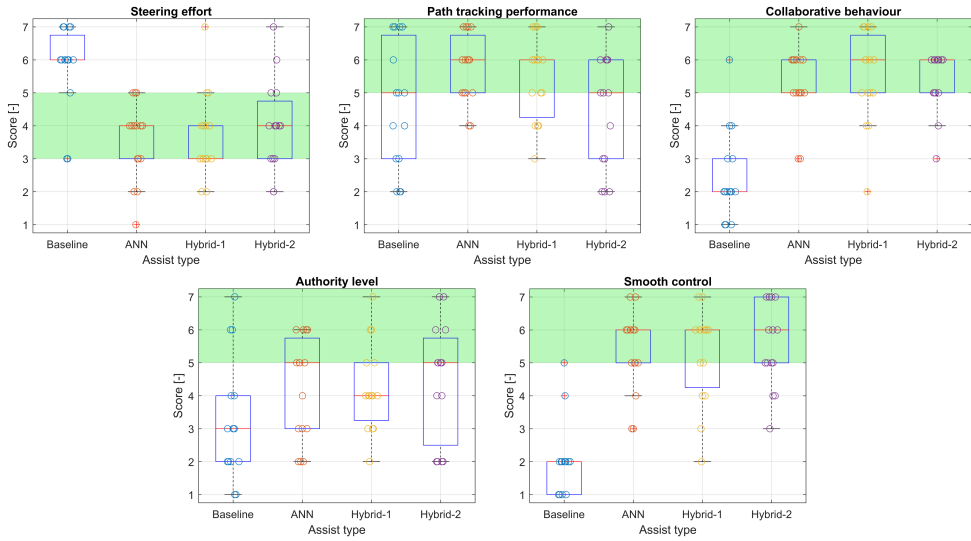 Steering effort
7
6
5
4
3
2
1
Score [-]
Baseline ANN Hybrid-1 Hybrid-2
Assist type
Path tracking performance
7
6
5
4
3
2
1
Score [-]
Baseline ANN Hybrid-1 Hybrid-2
Assist type
Collaborative behaviour
7
6
5
4
3
2
1
Score [-]
Baseline ANN Hybrid-1 Hybrid-2
Assist type
Authority level
7
6
5
4
3
2
1
Score [-]
Baseline ANN Hybrid-1 Hybrid-2
Assist type
Smooth control
7
6
5
4
3
2
1
Score [-]
Baseline ANN Hybrid-1 Hybrid-2
Assist type